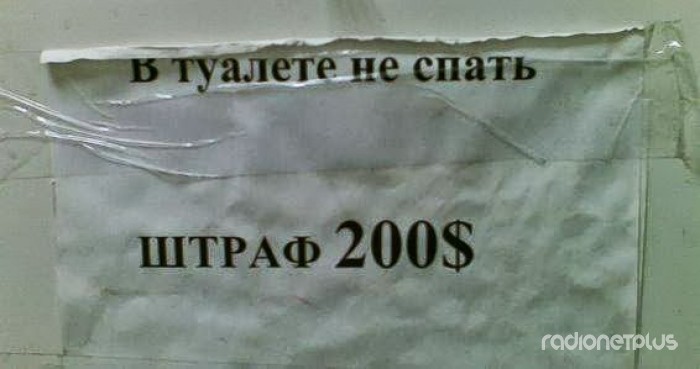 В туалете не спать
ШТРАФ 200$
radionetplus